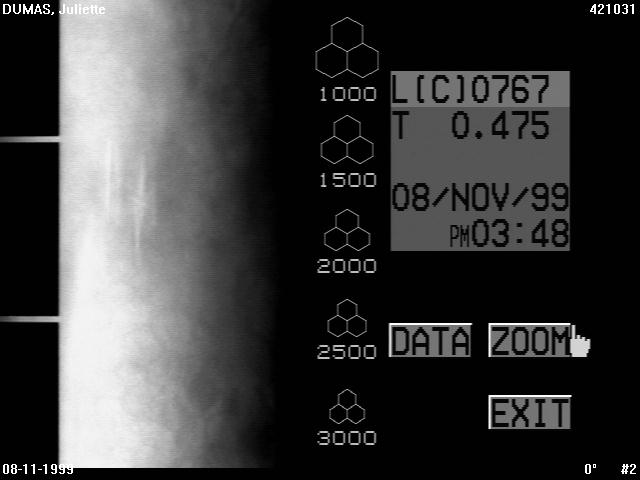 DUMAS, Juliette
421031
1000
1500
2000
2500
3000
L[C]0767
T 0.475
08/NOV/99
PM03:48
DATA
ZOOM
EXIT
08-11-1999
0° #2